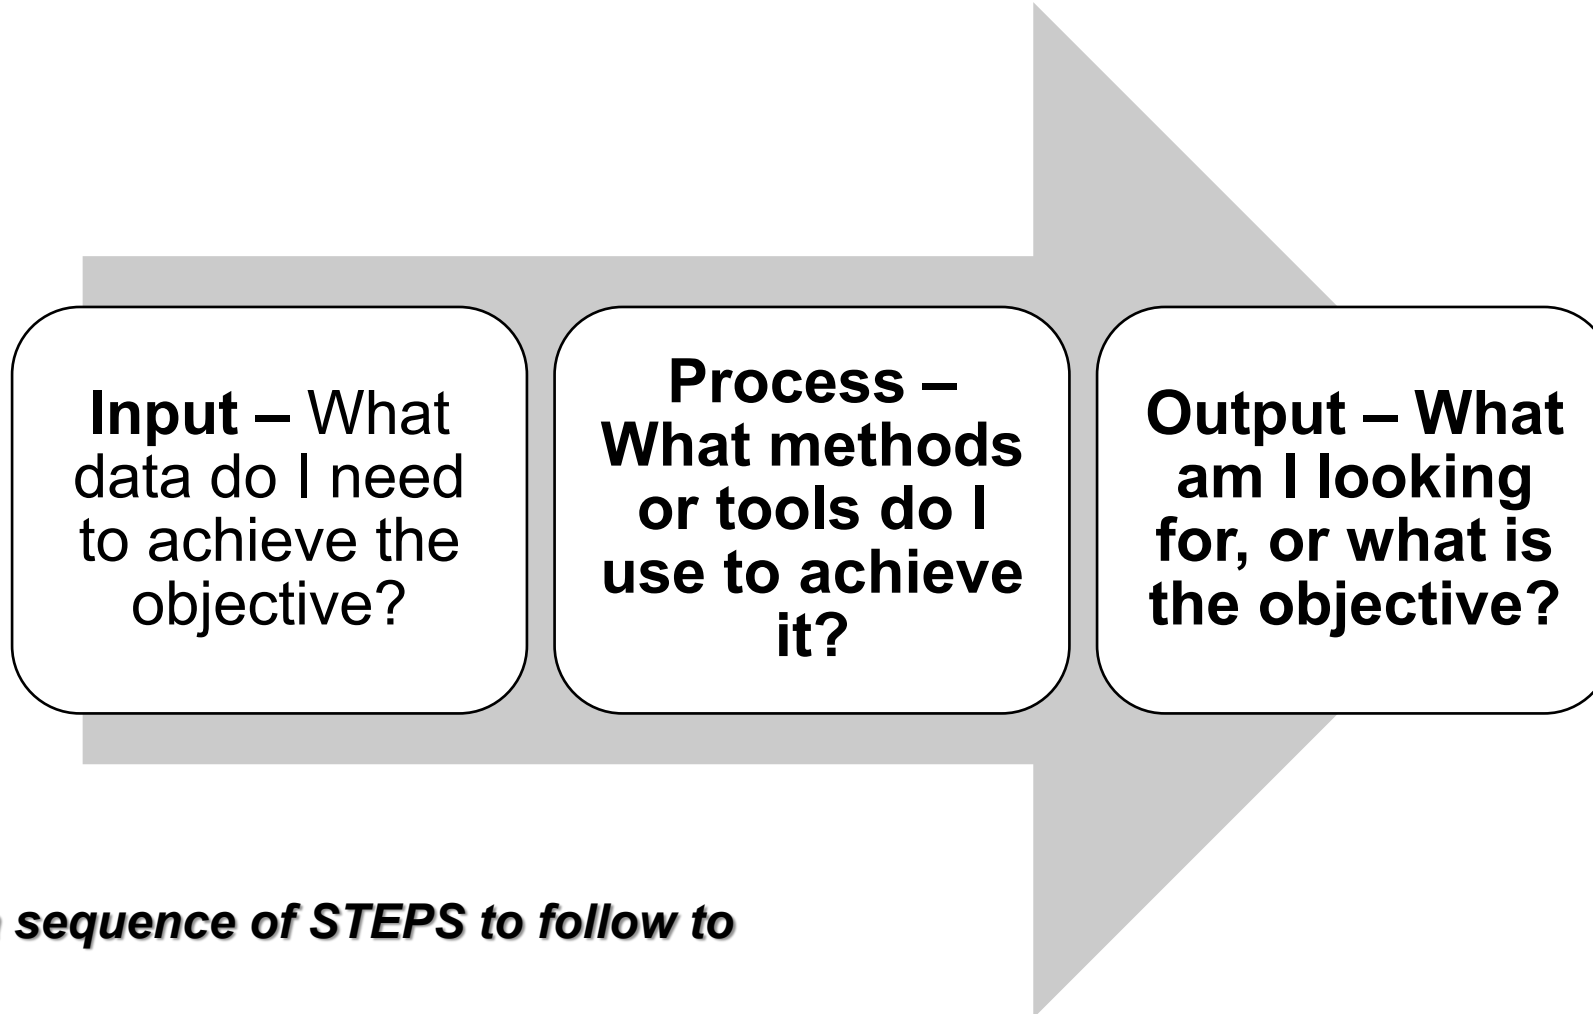 Input – What
data do I need
to achieve the
objective?
Process –
What methods
or tools do I
use to achieve
it?
Output – What
am I looking
for, or what is
the objective?
sequence of STEPS to follow to